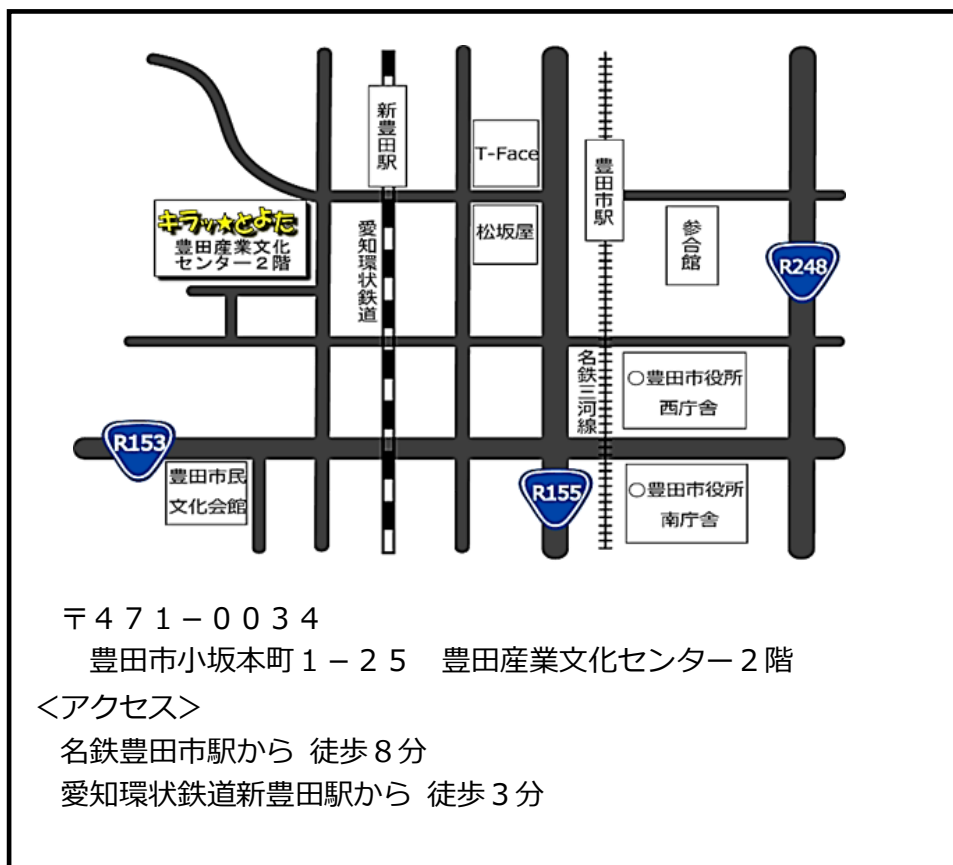 新豊田駅
T-Face
豊田市駅
キラッ★とよた
豊田産業文化
センター２階
愛知環状鉄道
松坂屋
参合館
R248
名鉄三河線
○豊田市役所
西庁舎
R153
豊田市民
文化会館
R155
○豊田市役所
南庁舎
〒４７１－００３４
豊田市小坂本町１－２５　豊田産業文化センター２階
＜アクセス＞
名鉄豊田市駅から 徒歩８分
愛知環状鉄道新豊田駅から 徒歩３分